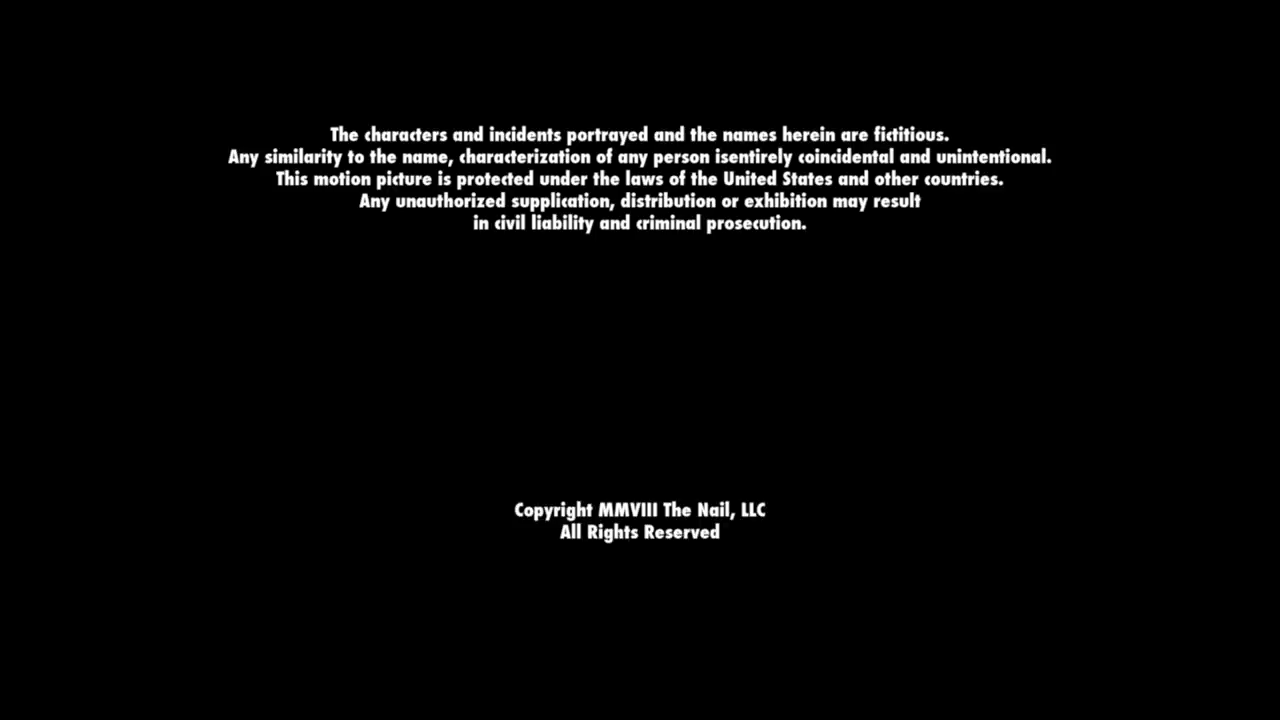 The characters and incidents portrayed and the names herein are fictitious.
Any similarity to the name, characterization of any person isentirely coincidental and unintentional.
This motion picture is protected under the laws of the United States and other countries.
Any unauthorized supplication, distribution or exhibition may result
in civil liability and criminal prosecution.
Copyright MMVIII The Nail, LLC
All Rights Reserved